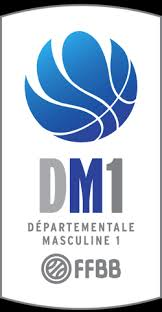 DM1
DÉPARTEMENTALE
MASCULINE 1
FFBB